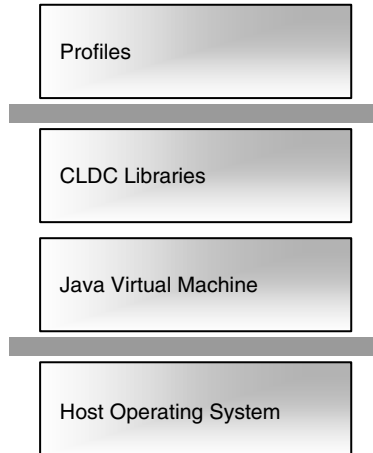 Profiles
CLDC Libraries
Java Virtual Machine
Host Operating System